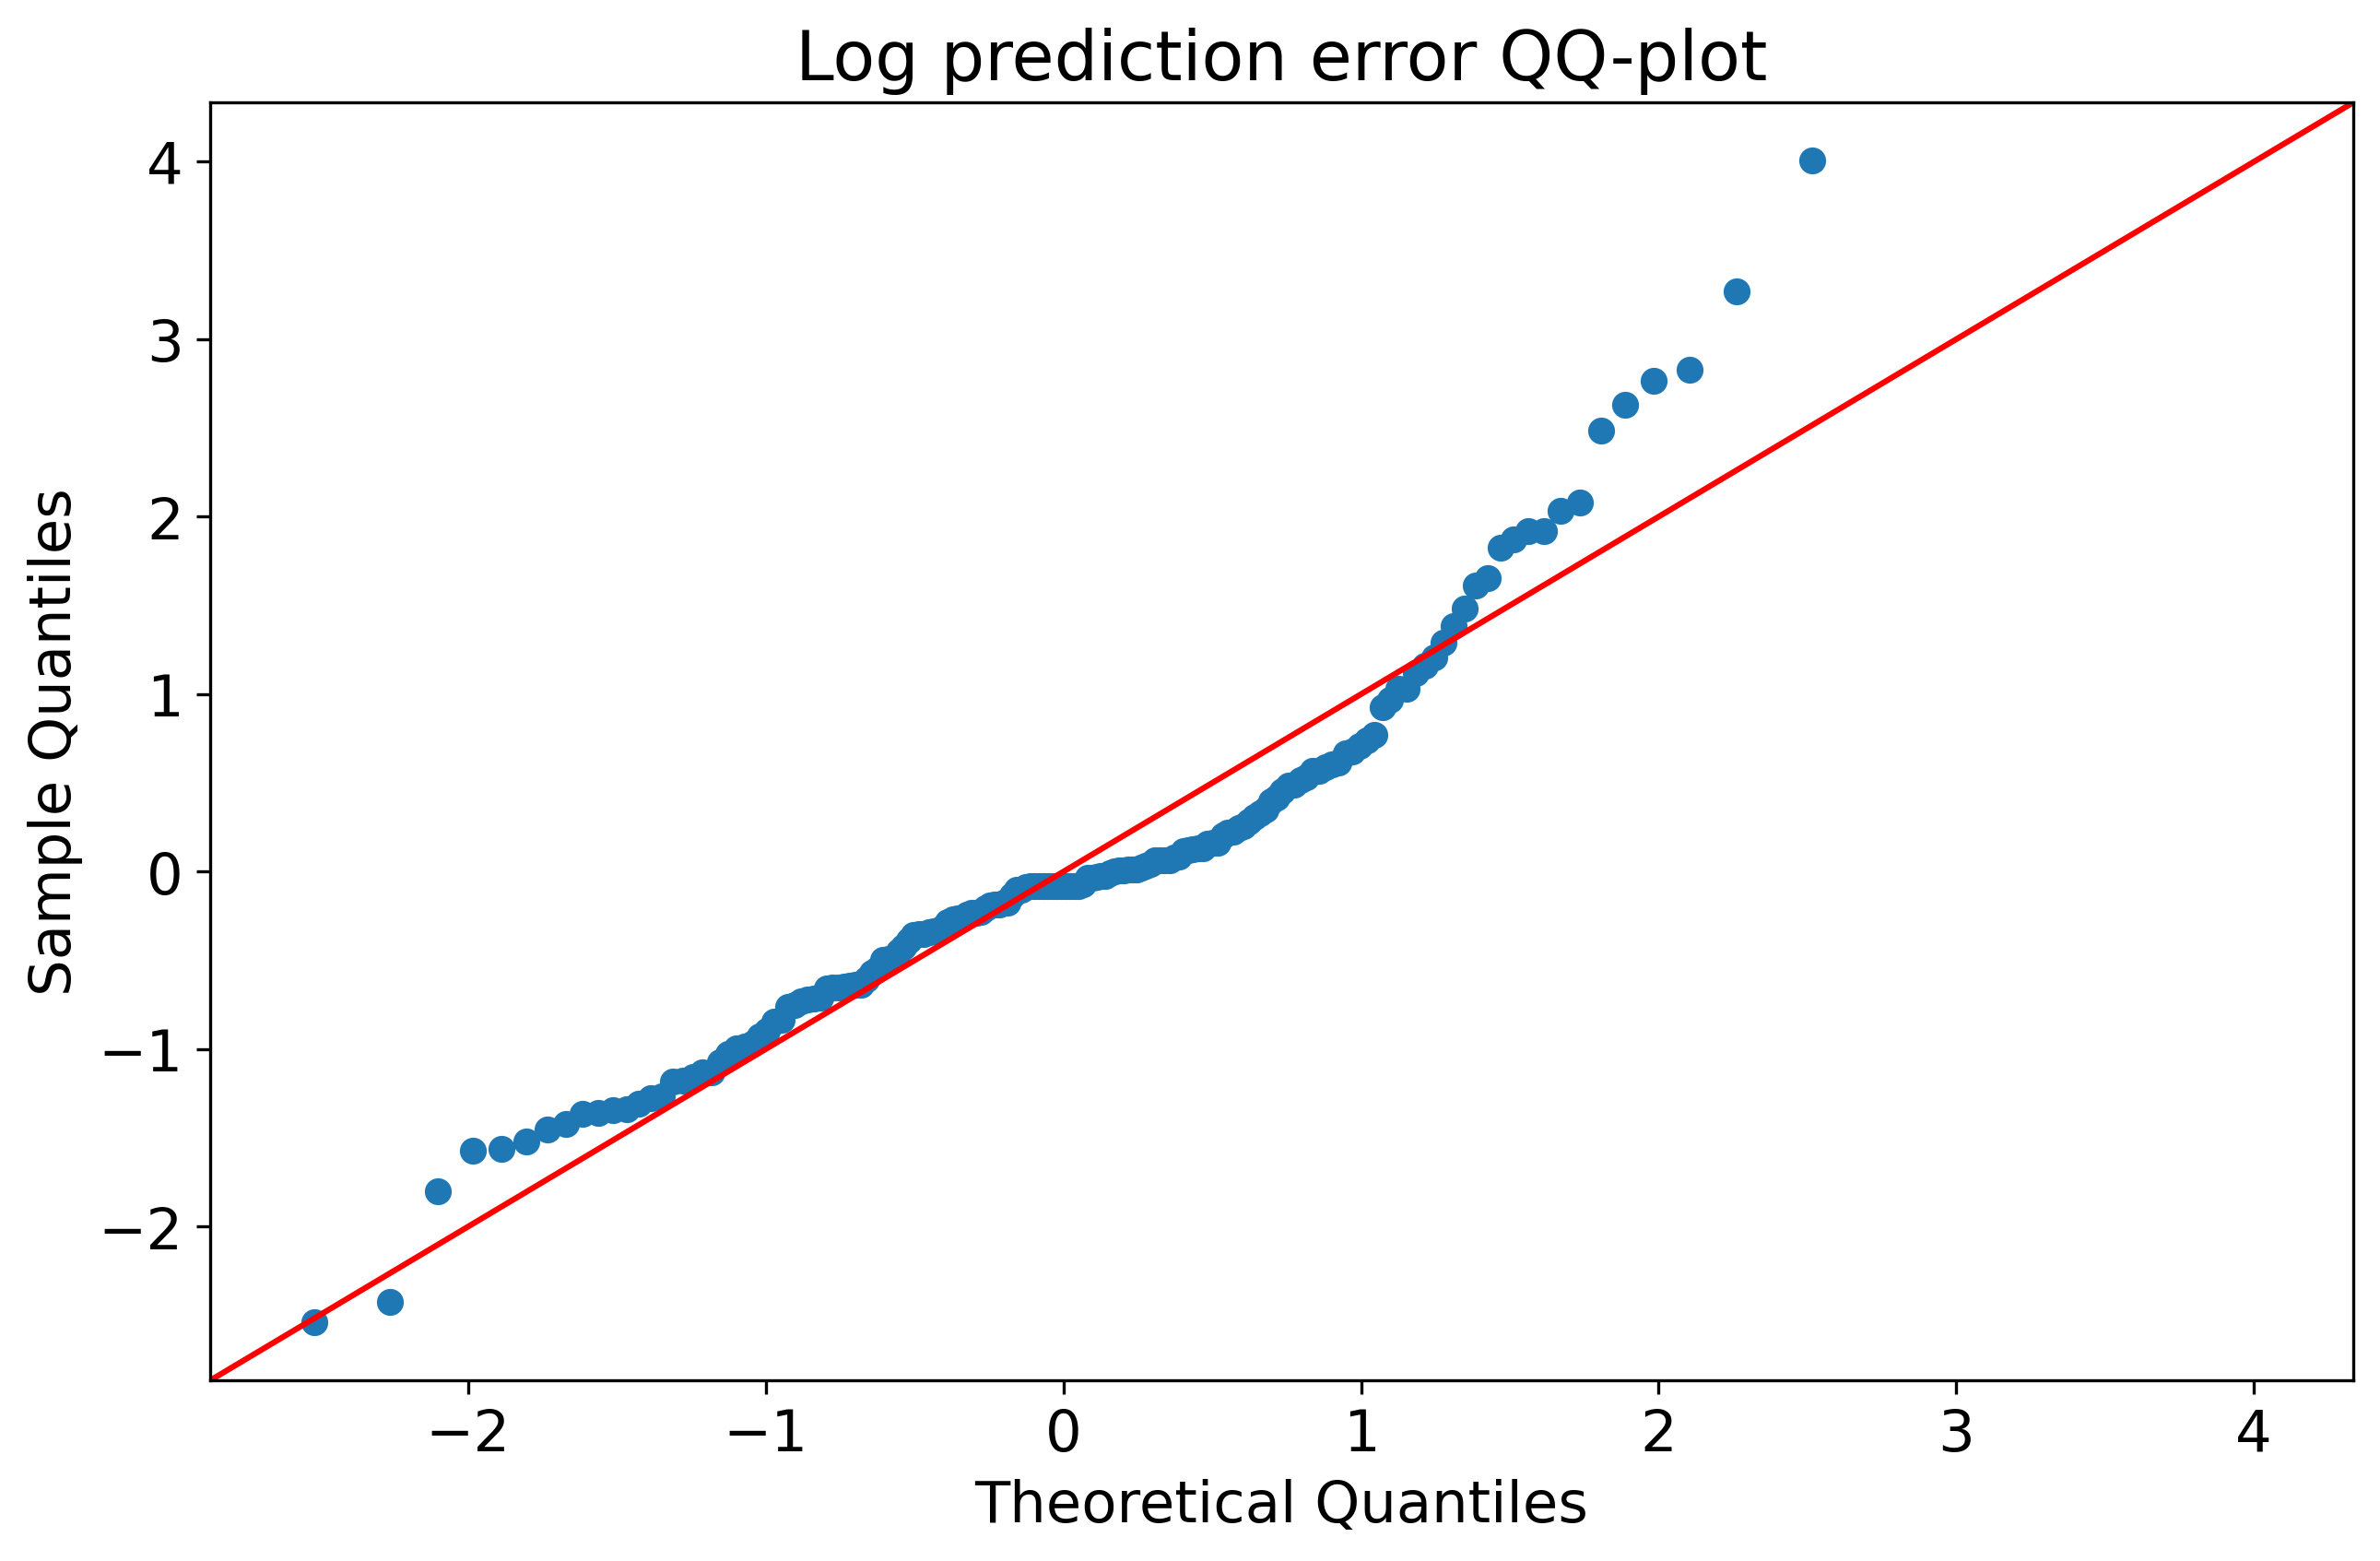 Log prediction error QQ-plot
4
3
2
1
0
−1
−2
Sample Quantiles
−2 −1 0 1 2 3 4
Theoretical Quantiles